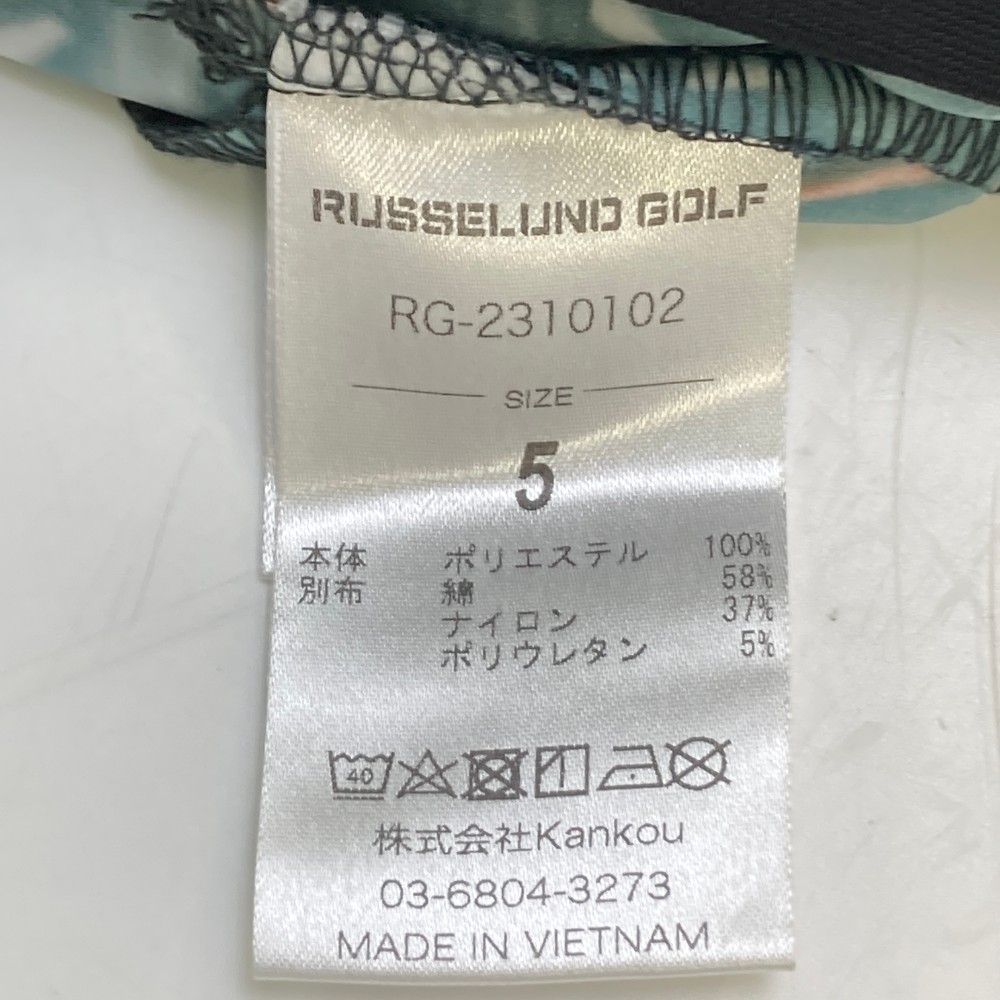 RUSSELUNO GOLF
RG-2310102
SIZE
5
本体 ポリエステル 100%
別布 綿 58%
ナイロン 37%
ポリウレタン 5%
40
株式会社Kankou
03-6804-3273
MADE IN VIETNAM